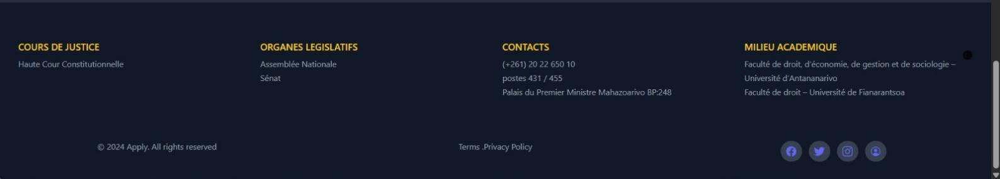 COURS DE JUSTICE
Haute Cour Constitutionnelle
ORGANES LEGISLATIFS
Assemblée Nationale
Sénat
CONTACTS
(+261) 20 22 650 10
postes 431 / 455
Palais du Premier Ministre Mahazoarivo BP:248
MILIEU ACADEMIQUE
Faculté de droit, d'économie, de gestion et de sociologie –
Université d'Antananarivo
Faculté de droit – Université de Fianarantsoa
© 2024 Apply. All rights reserved
Terms .Privacy Policy